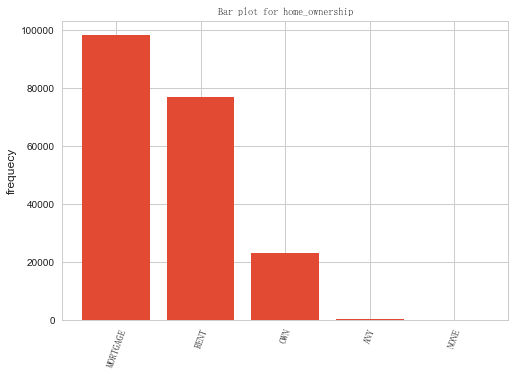 Bar plot for home_ownership
100000
80000
60000
40000
20000
0
frequecy
MORTGAGE
RENT
OWN
ANY
NONE